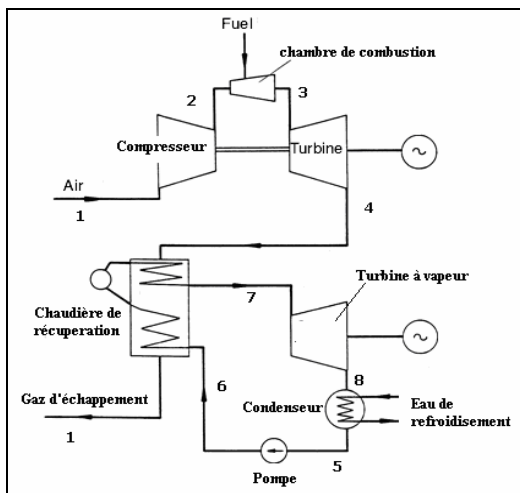 Fuel
chambre de combustion
2
3
Compresseur
Turbine
~
Air
1
4
7
Turbine à vapeur
Chaudière de
récuperation
~
6
8
Gaz d'échappement
Condenseur
Eau de
refroidisement
1
5
Pompe